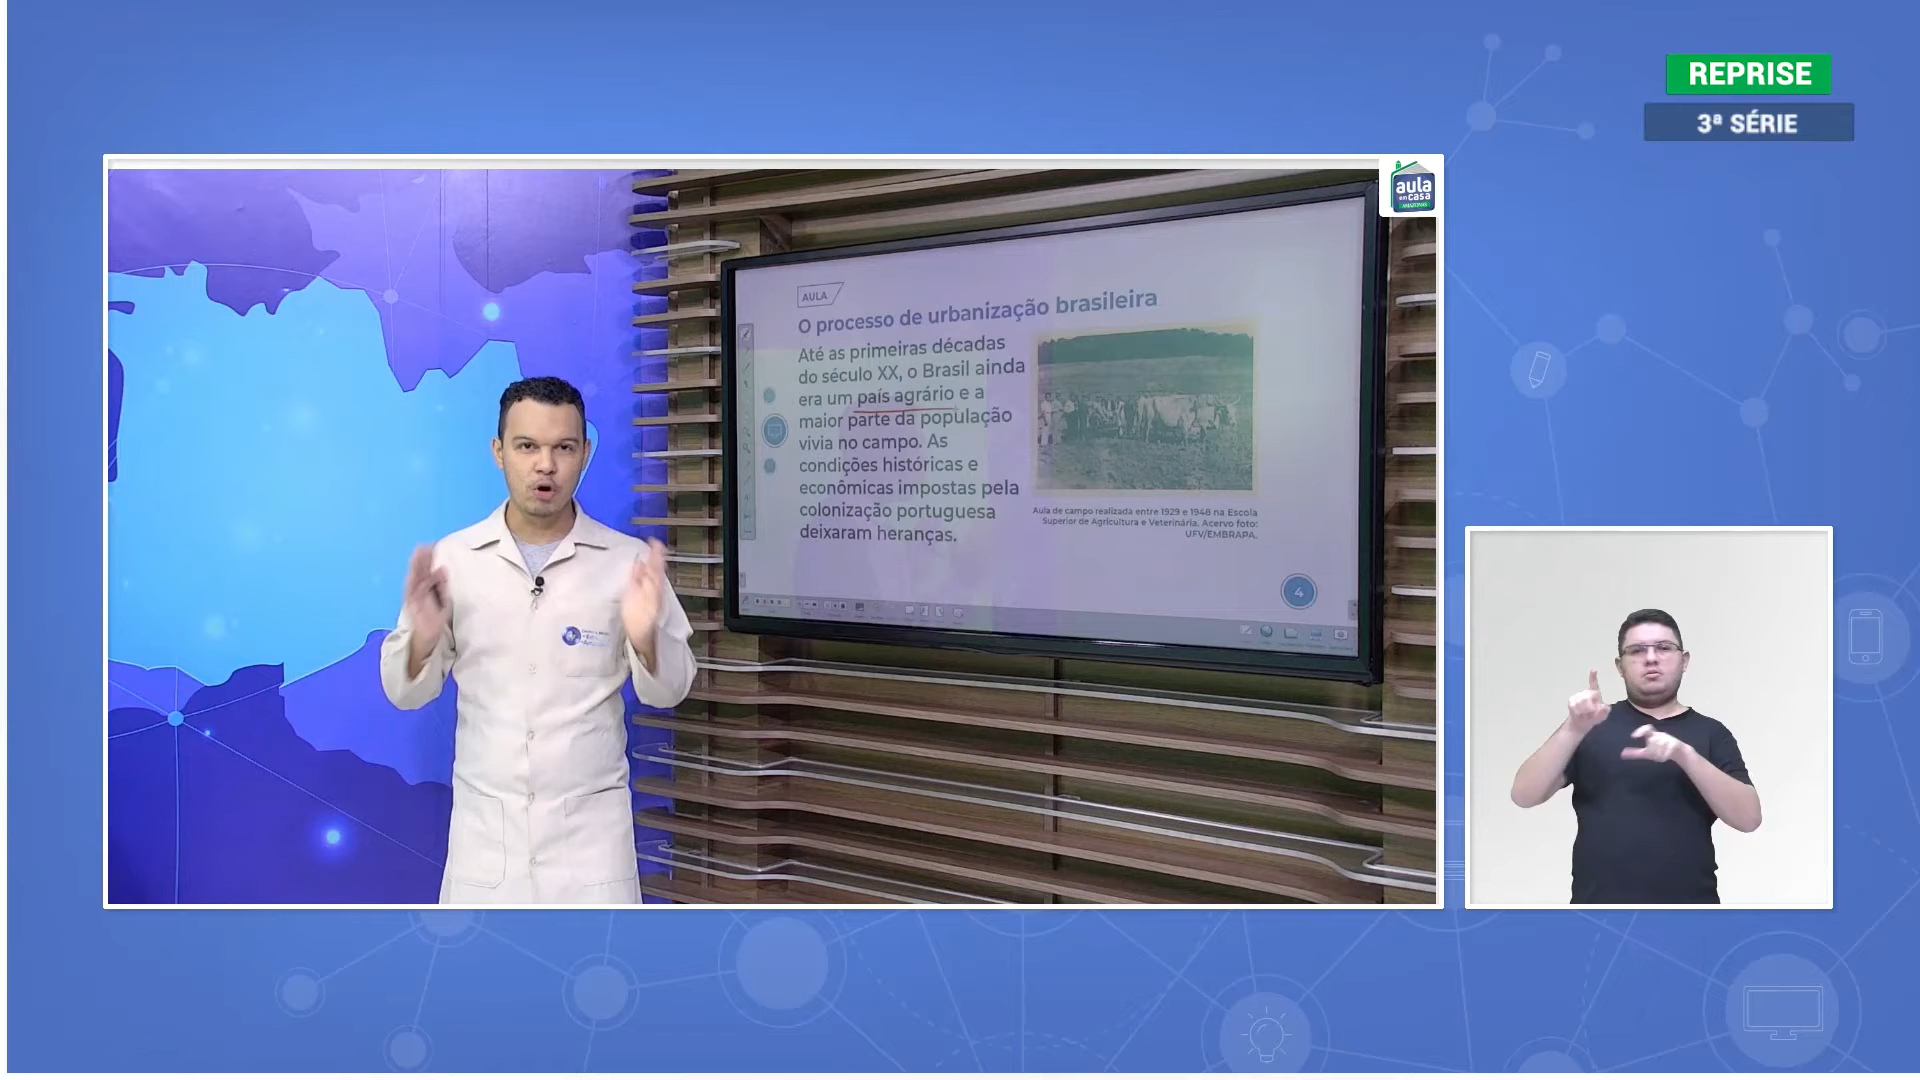 REPRISE
3ª SÉRIE
aula
em casa
AMAZONAS
AULA
O processo de urbanização brasileira
Até as primeiras décadas
do século XX, o Brasil ainda
era um país agrário e a
maior parte da população
vivia no campo. As
condições históricas e
econômicas impostas pela
colonização portuguesa
deixaram heranças.
Aula de campo realizada entre 1929 e 1948 na Escola
Superior de Agricultura e Veterinária. Acervo foto:
UFV/EMBRAPA.
4